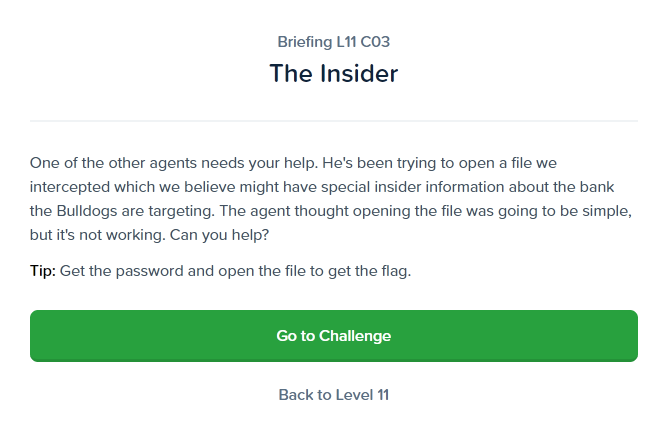 Briefing L11 C03
The Insider
One of the other agents needs your help. He's been trying to open a file we
intercepted which we believe might have special insider information about the bank
the Bulldogs are targeting. The agent thought opening the file was going to be simple,
but it's not working. Can you help?
Tip: Get the password and open the file to get the flag.
Go to Challenge
Back to Level 11